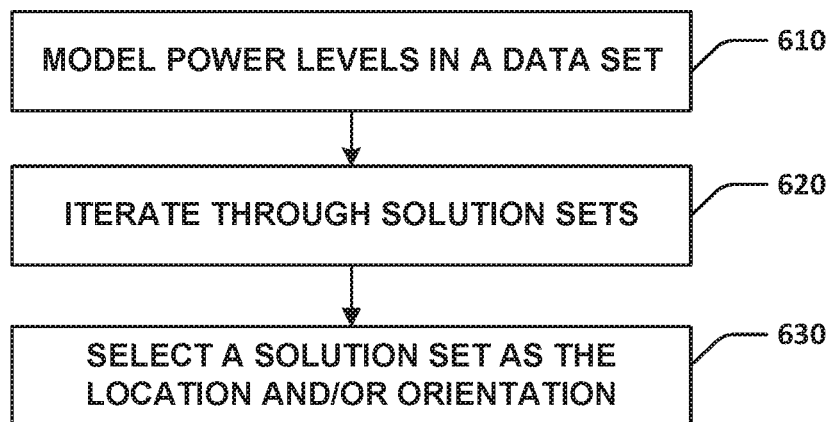 MODEL POWER LEVELS IN A DATA SET
610
ITERATE THROUGH SOLUTION SETS
620
SELECT A SOLUTION SET AS THE
LOCATION AND/OR ORIENTATION
630